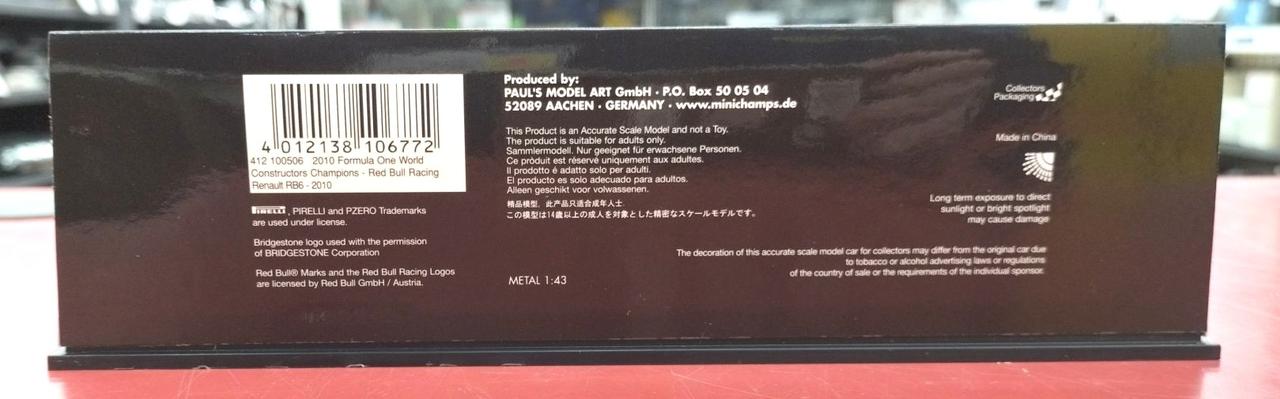 4 012138 106772
412 100506 2010 Formula One World
Constructors Champions - Red Bull Racing
Renault RB6 - 2010
PIRELLI, PIRELLI and PZERO Trademarks
are used under license.
Bridgestone logo used with the permission
of BRIDGESTONE Corporation
Red Bull® Marks and the Red Bull Racing Logos
are licensed by Red Bull GmbH / Austria.
Produced by:
PAUL'S MODEL ART GmbH · P.O. Box 50 05 04
52089 AACHEN · GERMANY · www.minichamps.de
This Product is an Accurate Scale Model and not a Toy.
The product is suitable for adults only.
Sammlermodell. Nur geeignet für erwachsene Personen.
Ce pròduit est réservé uniquement aux adultes.
Il prodotto é adatto solo per adulti.
El producto es solo adecuado para adultos.
Alleen geschikt voor volwassenen.
精品模型，此产品只适合成年人士
この模型は14歳以上の成人を対象とした精密なスケールモデルです。
METAL 1:43
Collectors
Packaging
Made in China
Long term exposure to direct
sunlight or bright spotlight
may cause damage
The decoration of this accurate scale model car for collectors may differ from the original car due
to tobacco or alcohol advertising laws or regulations
of the country of sale or the requirements of the individual sponsor.